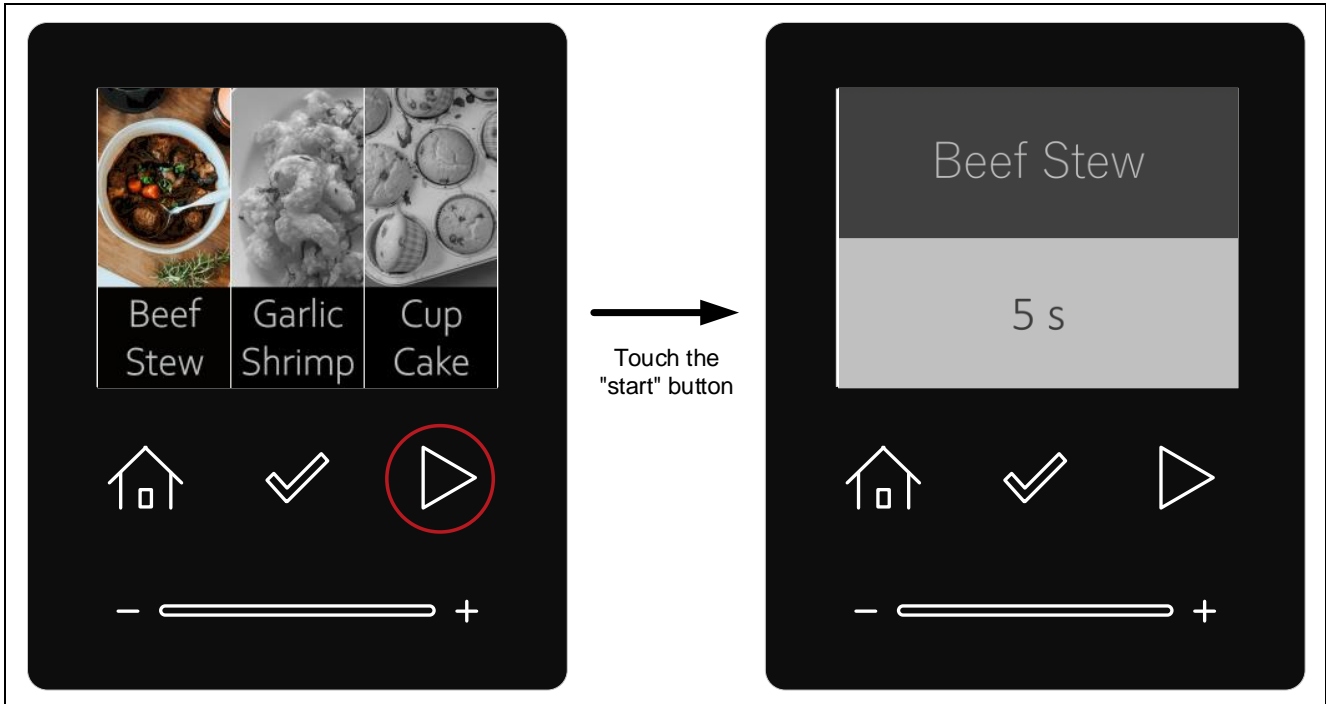 Beef
Stew
Garlic
Shrimp
Cup
Cake
Touch the
"start" button
Beef Stew
5 s
- +
- +